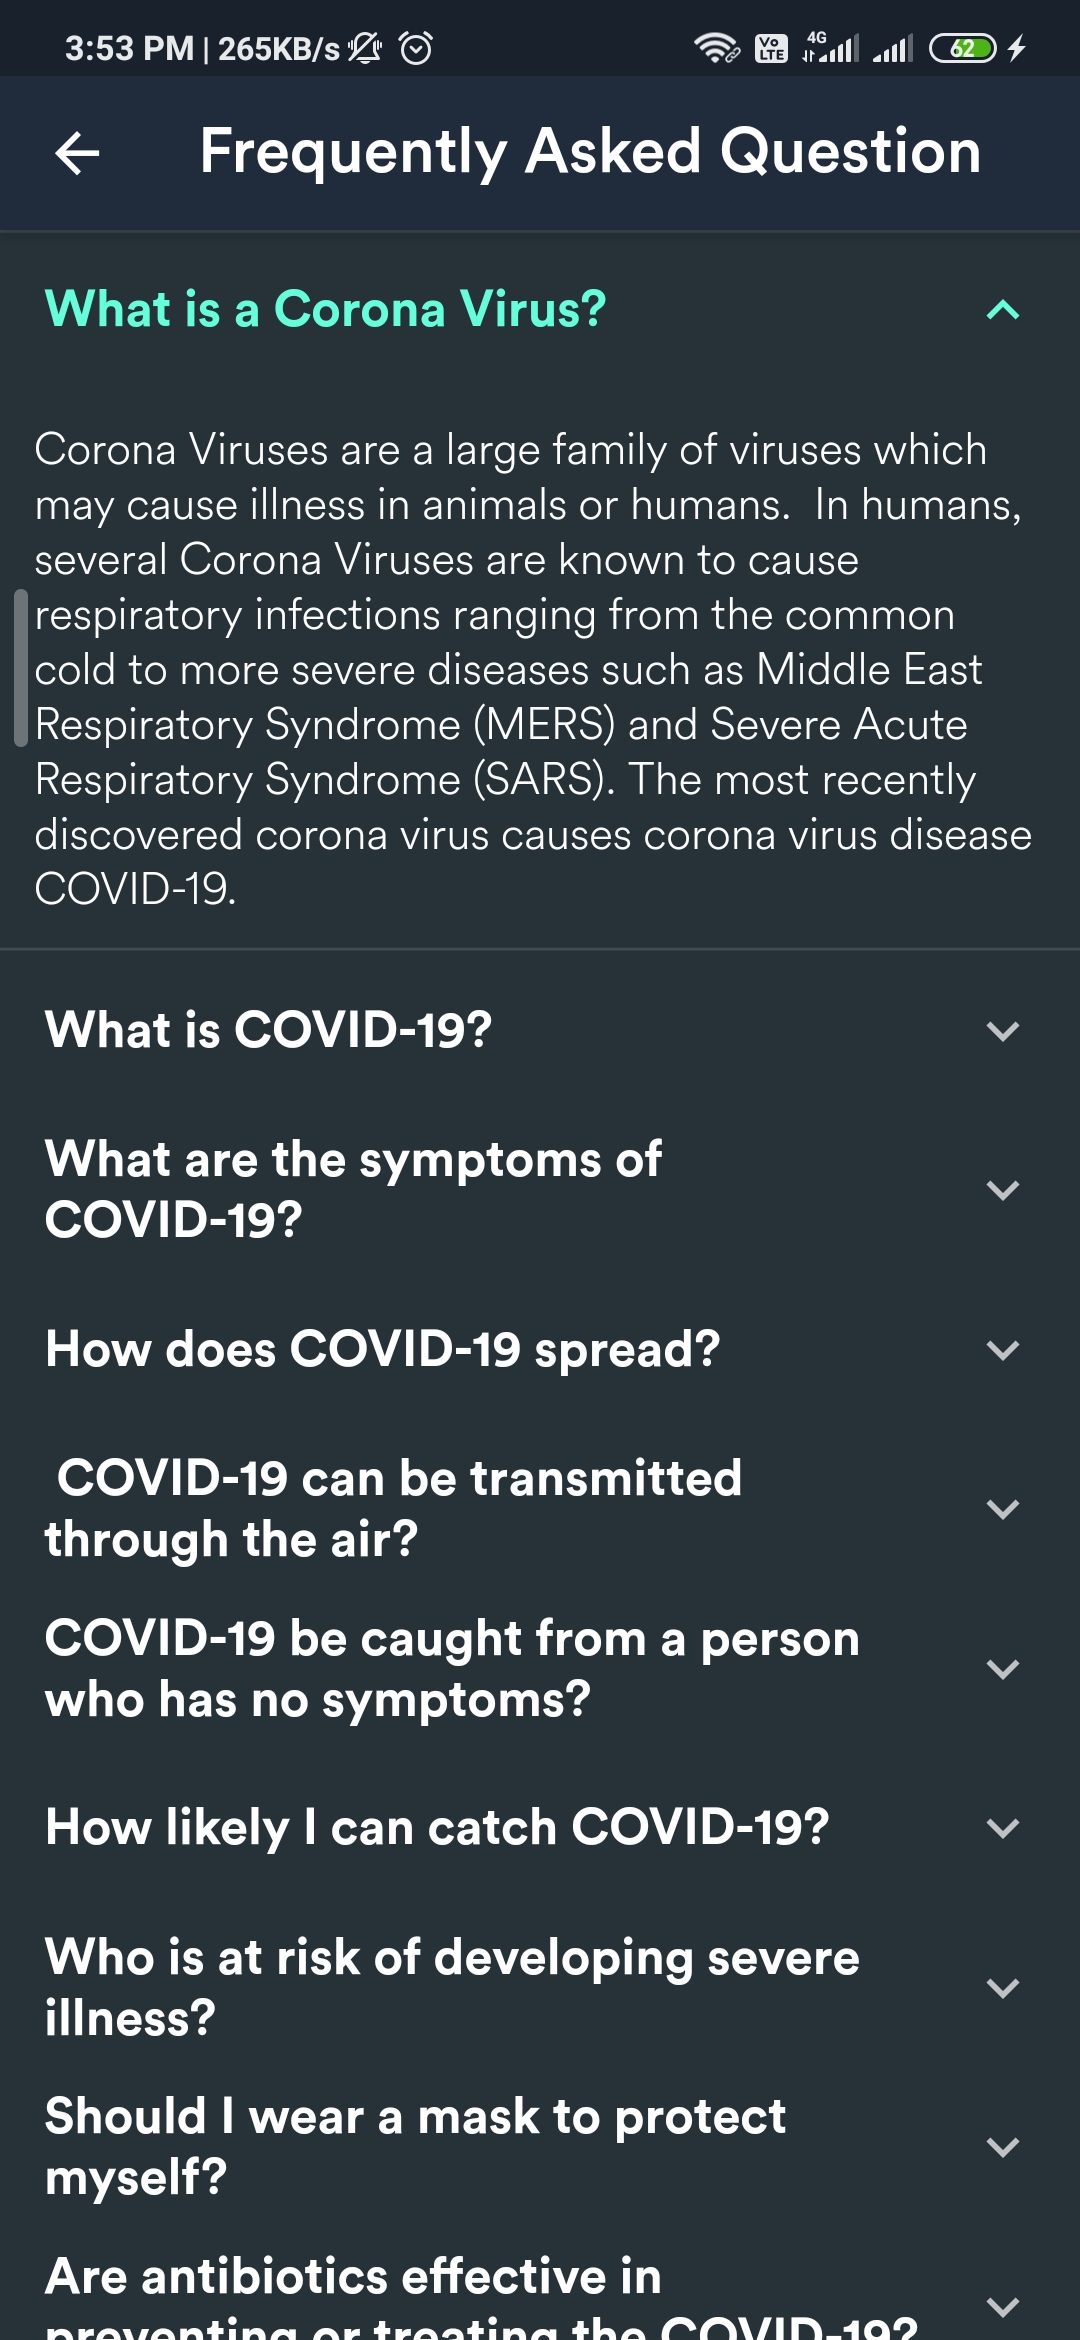 3:53 PM | 265KB/s Vo LTE 4G 62
Frequently Asked Question
What is a Corona Virus?
Corona Viruses are a large family of viruses which
may cause illness in animals or humans.  In humans,
several Corona Viruses are known to cause
respiratory infections ranging from the common
cold to more severe diseases such as Middle East
Respiratory Syndrome (MERS) and Severe Acute
Respiratory Syndrome (SARS). The most recently
discovered corona virus causes corona virus disease
COVID-19.
What is COVID-19?
What are the symptoms of
COVID-19?
How does COVID-19 spread?
COVID-19 can be transmitted
through the air?
COVID-19 be caught from a person
who has no symptoms?
How likely I can catch COVID-19?
Who is at risk of developing severe
illness?
Should I wear a mask to protect
myself?
Are antibiotics effective in
preventing or treating the COVID-19?